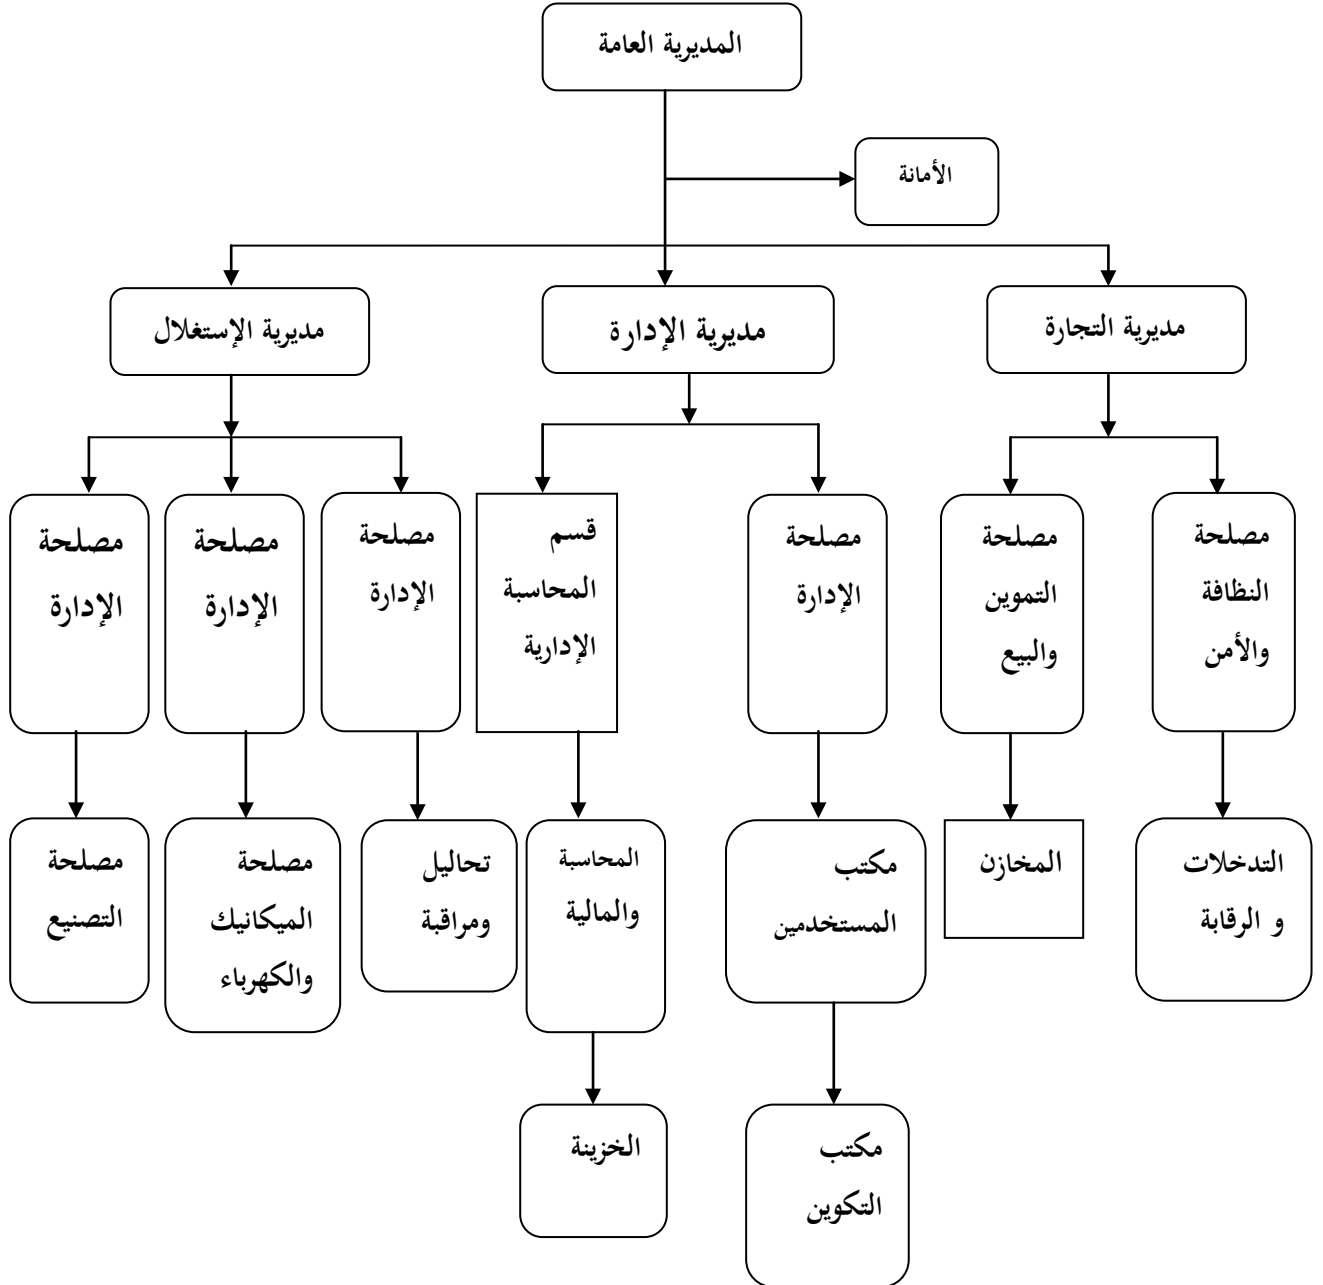 المديرية العامة
الأمانة
مديرية التجارة
مديرية الإدارة
مديرية الإستغلال
مصلحة
النظافة
والأمن
مصلحة
التموين
والبيع
مصلحة
الإدارة
قسم
المحاسبة
الإدارية
مصلحة
الإدارة
مصلحة
الإدارة
مصلحة
الإدارة
التدخلات
و الرقابة
المخازن
مكتب
المستخدمين
المحاسبة
والمالية
تحاليل
ومراقبة
مصلحة
الميكانيك
والكهرباء
مصلحة
التصنيع
مكتب
التكوين
الخزينة